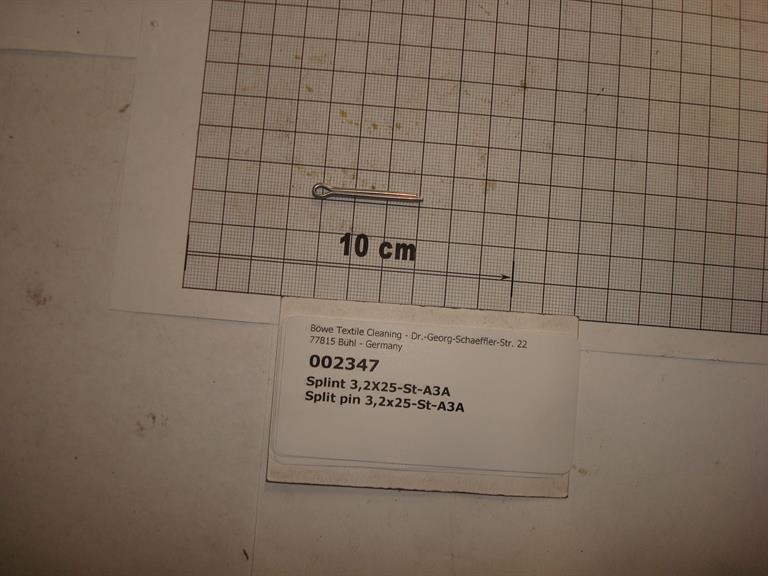 10 cm
Böwe Textile Cleaning - Dr.-Georg-Schaeffler-Str. 22
77815 Bühl - Germany
002347
Splint 3,2X25-St-A3A
Split pin 3,2x25-St-A3A